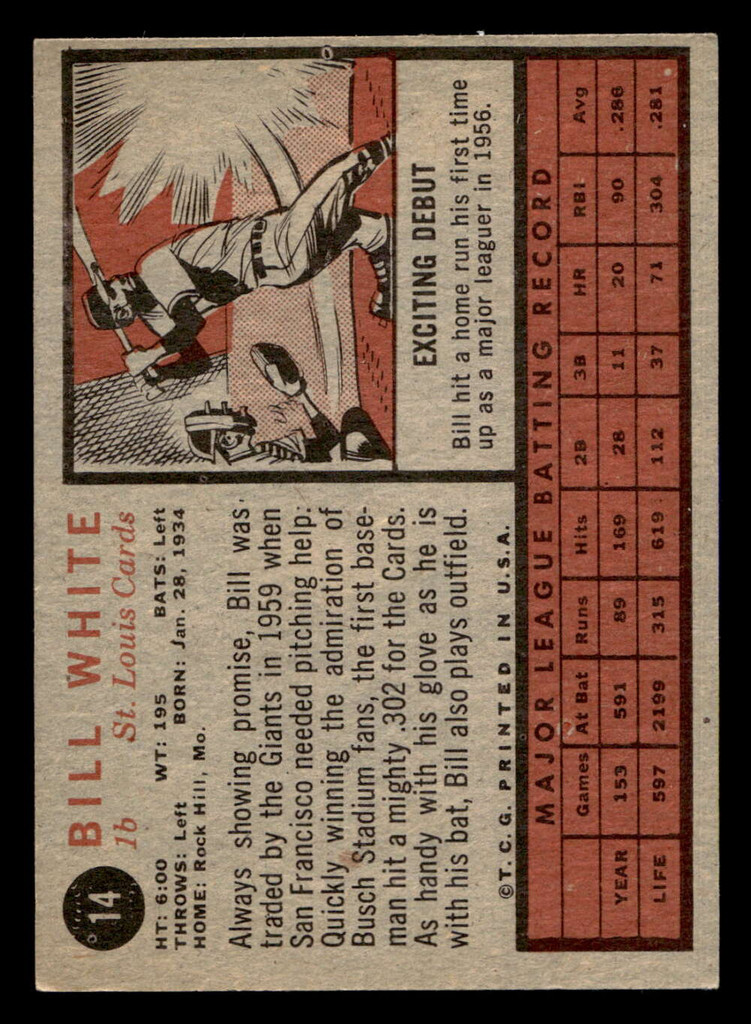 14
BILL WHITE
1b St. Louis Cards
HT: 6:00 WT: 195 BATS: Left
THROWS: Left BORN: Jan. 28, 1934
HOME: Rock Hill, Mo.
Always showing promise, Bill was
traded by the Giants in 1959 when
San Francisco needed pitching help.
Quickly winning the admiration of
Busch Stadium fans, the first base-
man hit a mighty .302 for the Cards.
As handy with his glove as he is
with his bat, Bill also plays outfield.
©T.C.G. PRINTED IN U.S.A.
EXCITING DEBUT
Bill hit a home run his first time
up as a major leaguer in 1956.
MAJOR LEAGUE BATTING RECORD
Games At Bat Runs Hits 2B 3B HR RBI Avg
YEAR 153 591 89 169 28 11 20 90 .286
LIFE 597 2199 315 619 112 37 71 304 .281